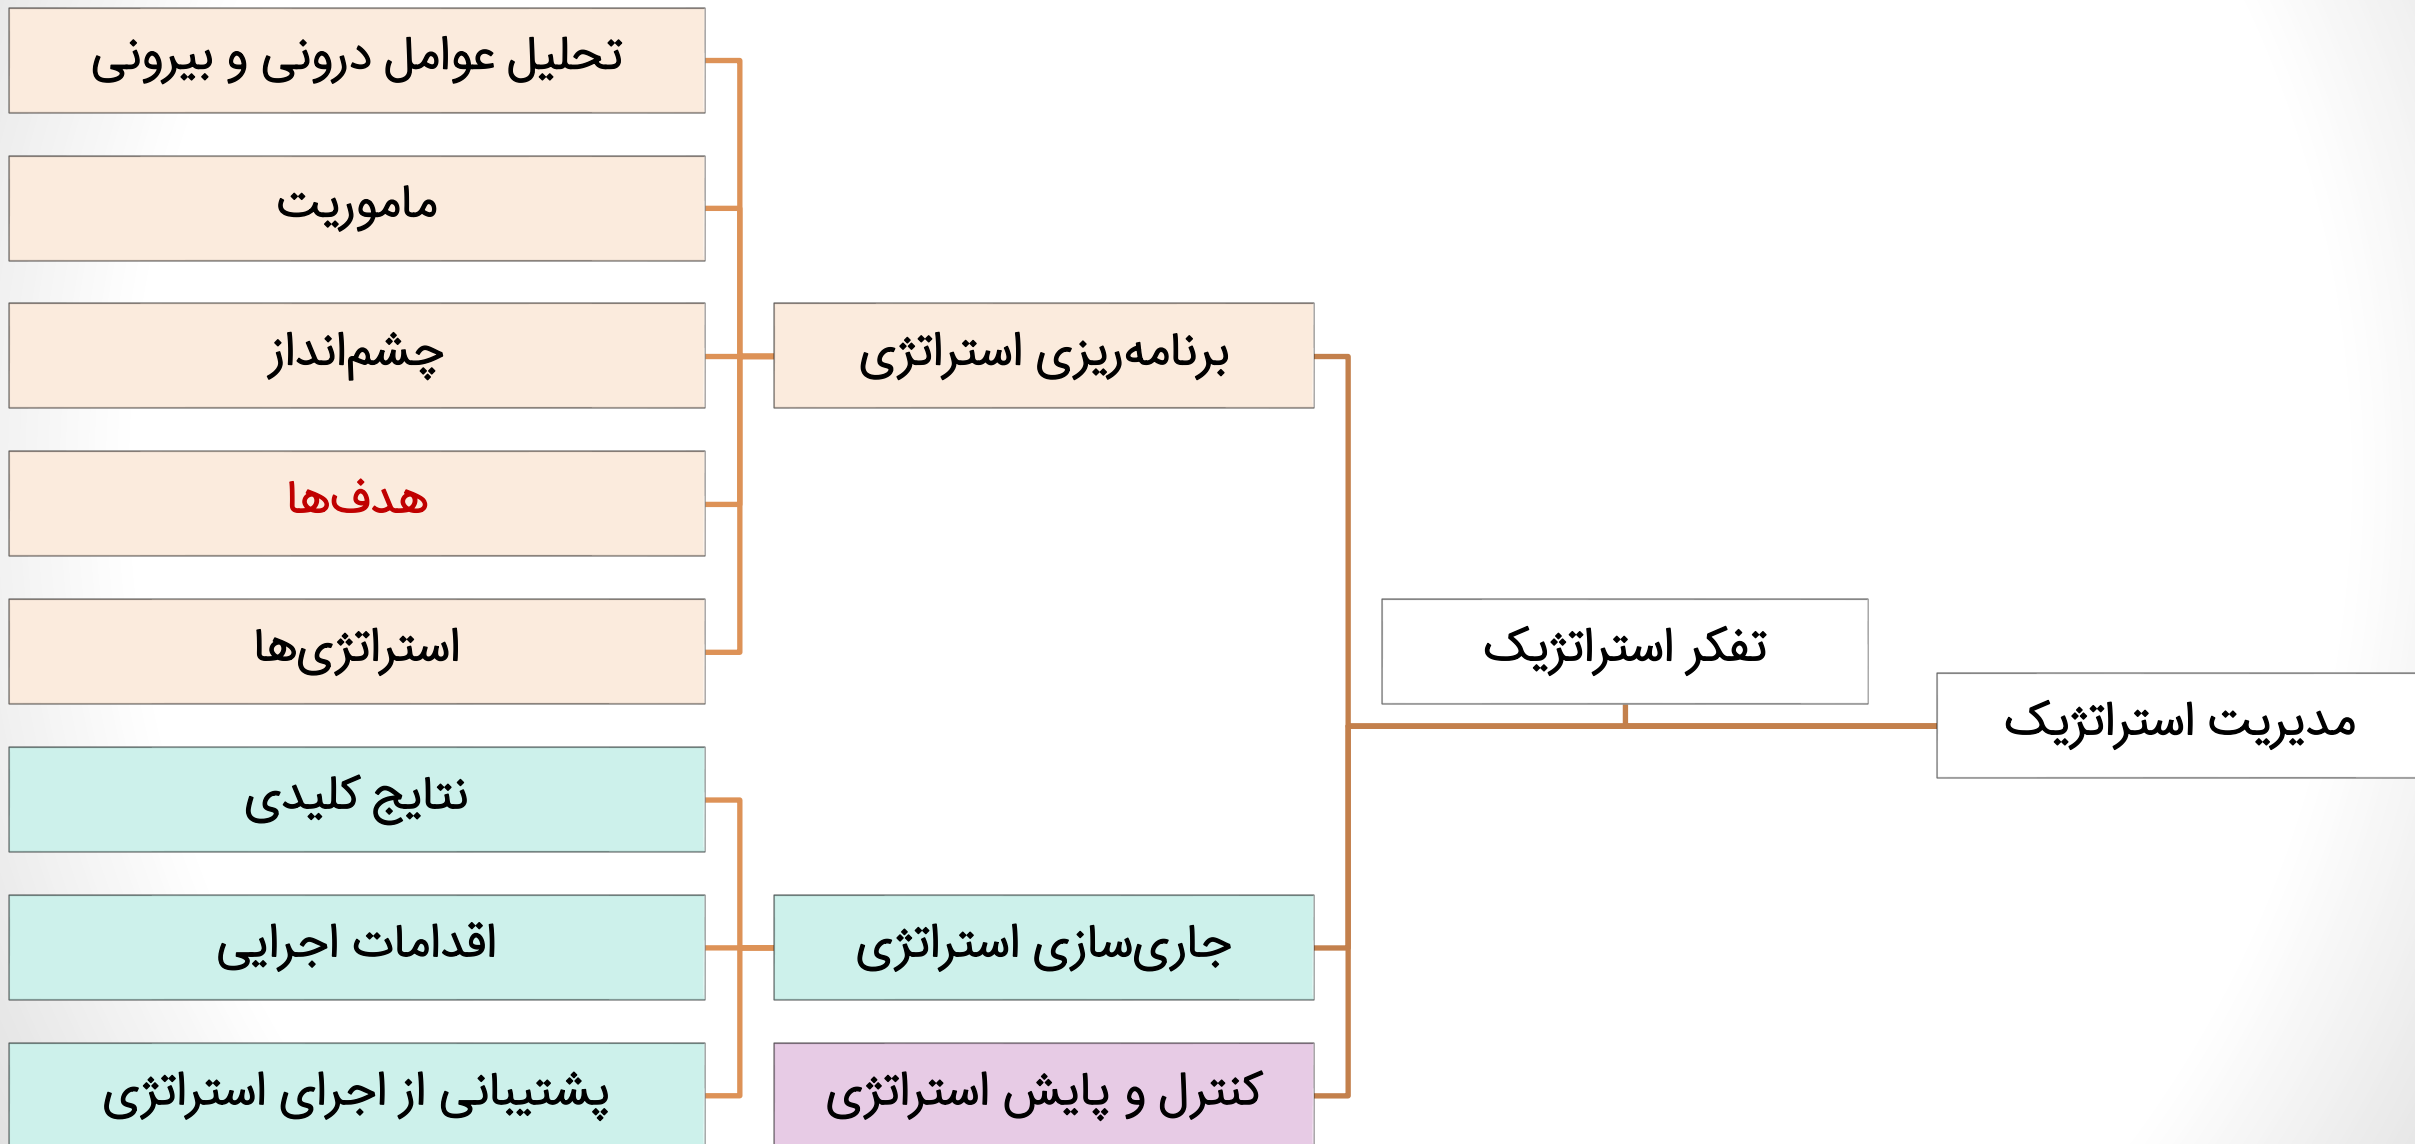 مدیریت استراتژیک
تفکر استراتژیک
برنامه‌ریزی استراتژی
تحلیل عوامل درونی و بیرونی
ماموریت
چشم‌انداز
هدف‌ها
استراتژی‌ها
جاری‌سازی استراتژی
نتایج کلیدی
اقدامات اجرایی
پشتیبانی از اجرای استراتژی
کنترل و پایش استراتژی